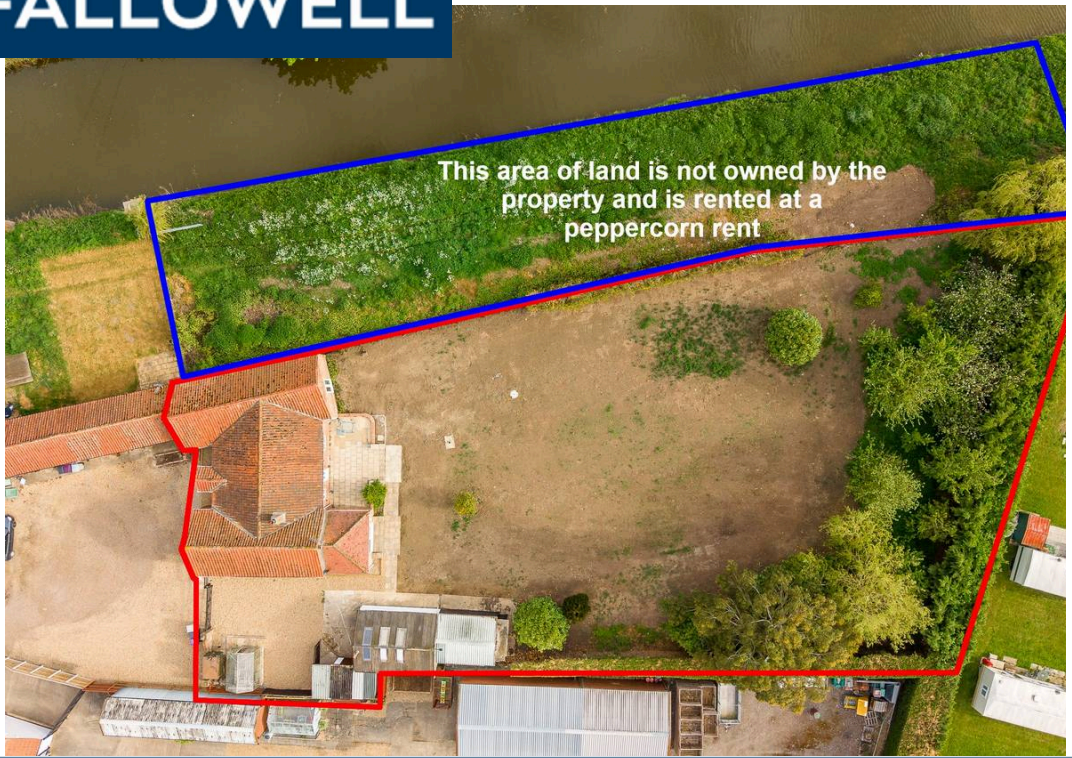 FALLOWELL
This area of land is not owned by the
property and is rented at a
peppercorn rent